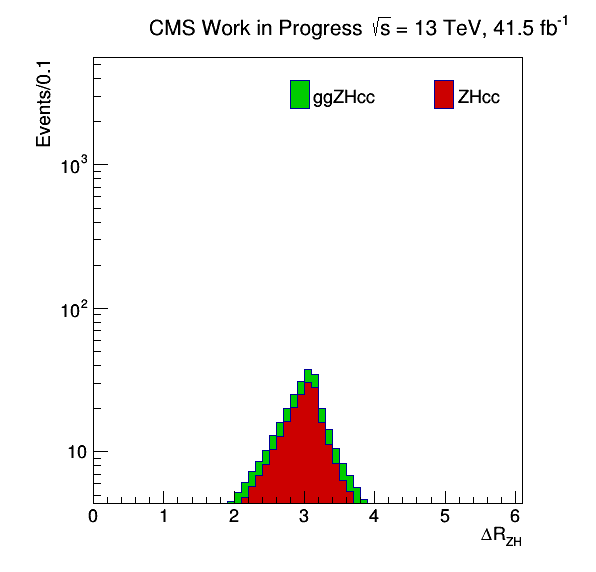 CMS Work in Progress √s = 13 TeV, 41.5 fb⁻¹
Events/0.1
ggZHcc ZHcc
10³
10²
10
0 1 2 3 4 5 6
ΔR_ZH